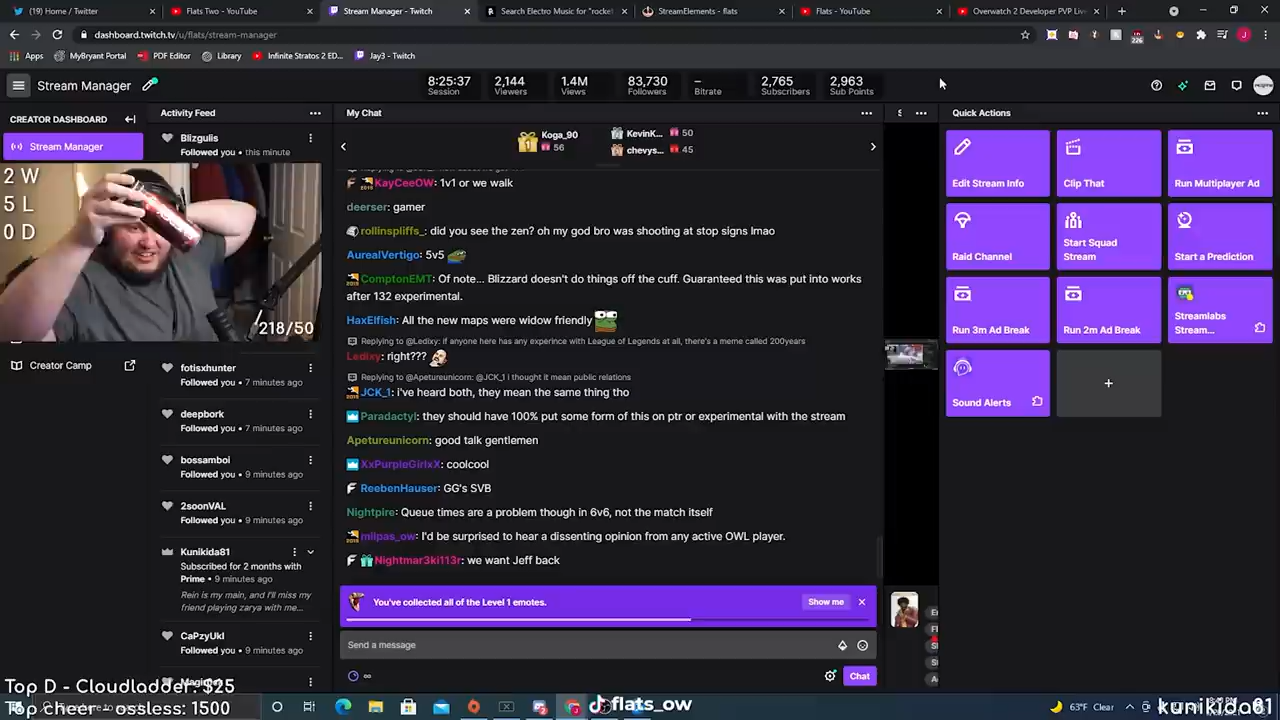 (1) Home / Twitter
Flats Two - YouTube
Stream Manager - Twitch
Search Electro Music for "rocke
StreamElements - flats
Flats - YouTube
Overwatch 2 Developer PVP Live
dashboard.twitch.tv/u/flats/stream-manager
226
Apps
MyBryant Portal
PDF Editor
Library
Infinite Stratos 2 ED...
Jay3 - Twitch
Stream Manager
8:25:37
Session
2,144
Viewers
1.4M
Views
83,730
Followers
–
Bitrate
2,765
Subscribers
2,963
Sub Points
CREATOR DASHBOARD
Stream Manager
2 W
5 L
0 D
218/50
Creator Camp
Activity Feed
Blizgulis
Followed you • this minute
fotisxhunter
Followed you • 7 minutes ago
deepbork
Followed you • 7 minutes ago
bossamboi
Followed you • 9 minutes ago
2soonVAL
Followed you • 9 minutes ago
Kunikida81
Subscribed for 2 months with
Prime • 9 minutes ago
Rein is my main, and I'll miss my
friend playing zarya with me...
CaPzyUkI
Followed you • 9 minutes ago
My Chat
Koga_90
56
KevinK... 50
chevys... 45
KayCeeOW: 1v1 or we walk
deerser: gamer
rollinspliffs_: did you see the zen? oh my god bro was shooting at stop signs lmao
AurealVertigo: 5v5
ComptonEMT: Of note... Blizzard doesn't do things off the cuff. Guaranteed this was put into works
after 132 experimental.
HaxElfish: All the new maps were widow friendly
Replying to @Ledixy: if anyone here has any experince with League of Legends at all, there's a meme called 200years
Ledixy: right???
Replying to @Apetureunicorn: @JCK_1 i thought it mean public relations
JCK_1: i've heard both, they mean the same thing tho
Paradactyl: they should have 100% put some form of this on ptr or experimental with the stream
Apetureunicorn: good talk gentlemen
XxPurpleGirlxX: coolcool
ReebenHauser: GG's SVB
Nightpire: Queue times are a problem though in 6v6, not the match itself
milpas_ow: I'd be surprised to hear a dissenting opinion from any active OWL player.
Nightmar3ki113r: we want Jeff back
You've collected all of the Level 1 emotes.
Show me
Send a message
∞
Chat
Quick Actions
Edit Stream Info
Clip That
Run Multiplayer Ad
Raid Channel
Start Squad
Stream
Start a Prediction
Run 3m Ad Break
Run 2m Ad Break
Streamlabs
Stream...
Sound Alerts
Top D - Cloudladder: $25
Top cheer - lossless: 1500
flats_ow
63°F Clear
kunikida81